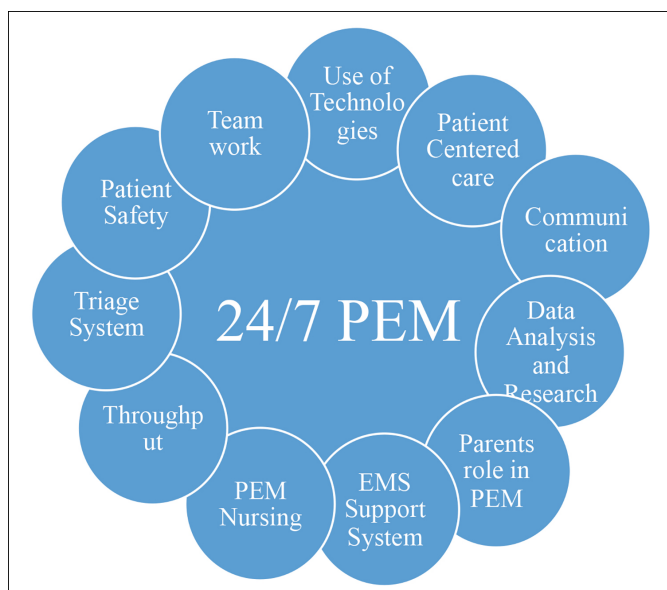 Use of
Technolo
gies
Patient
Centered
care
Communi
cation
Data
Analysis
and
Research
Parents
role in
PEM
EMS
Support
System
PEM
Nursing
Throughp
ut
Triage
System
Patient
Safety
Team
work
24/7 PEM